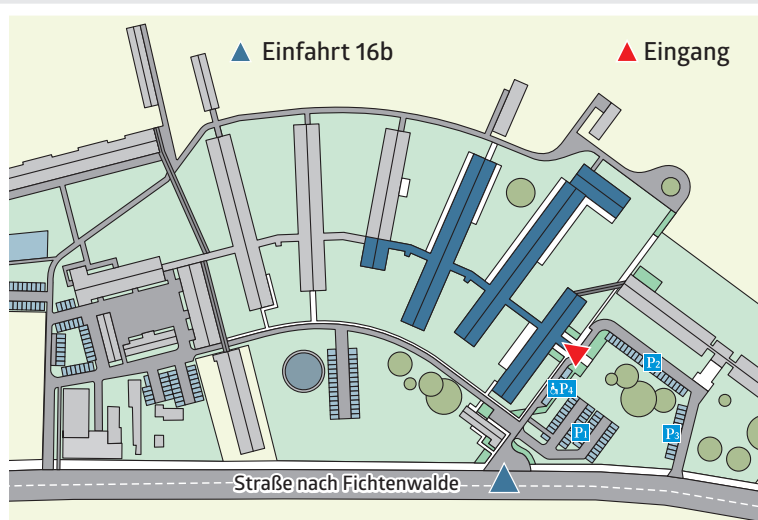 Einfahrt 16b
Eingang
P2
P4
P1
P3
Straße nach Fichtenwalde